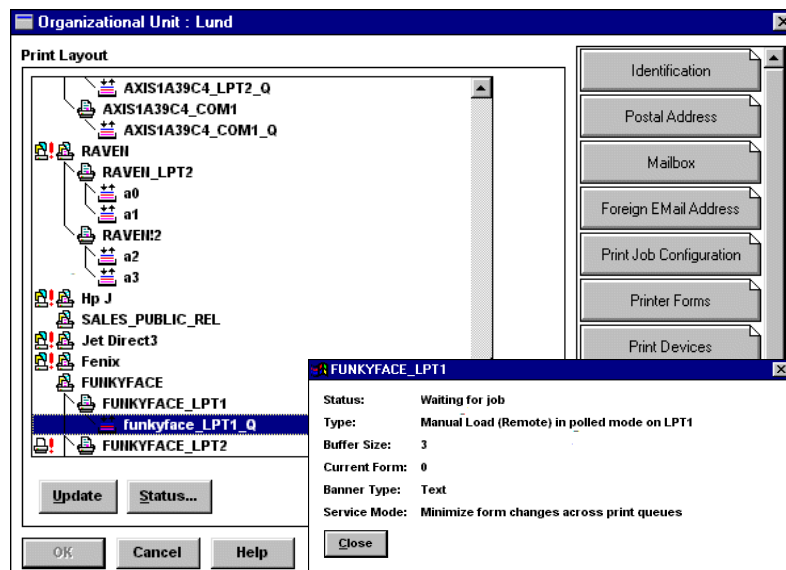 Organizational Unit : Lund
Print Layout
AXIS1A39C4_LPT2_Q
AXIS1A39C4_COM1
AXIS1A39C4_COM1_Q
RAVEN
RAVEN_LPT2
a0
a1
RAVEN!2
a2
a3
Hp J
SALES_PUBLIC_REL
Jet Direct3
Fenix
FUNKYFACE
FUNKYFACE_LPT1
funkyface_LPT1_Q
FUNKYFACE_LPT2
Update Status...
OK Cancel Help
Identification
Postal Address
Mailbox
Foreign EMail Address
Print Job Configuration
Printer Forms
Print Devices
FUNKYFACE_LPT1
Status: Waiting for job
Type: Manual Load (Remote) in polled mode on LPT1
Buffer Size: 3
Current Form: 0
Banner Type: Text
Service Mode: Minimize form changes across print queues
Close